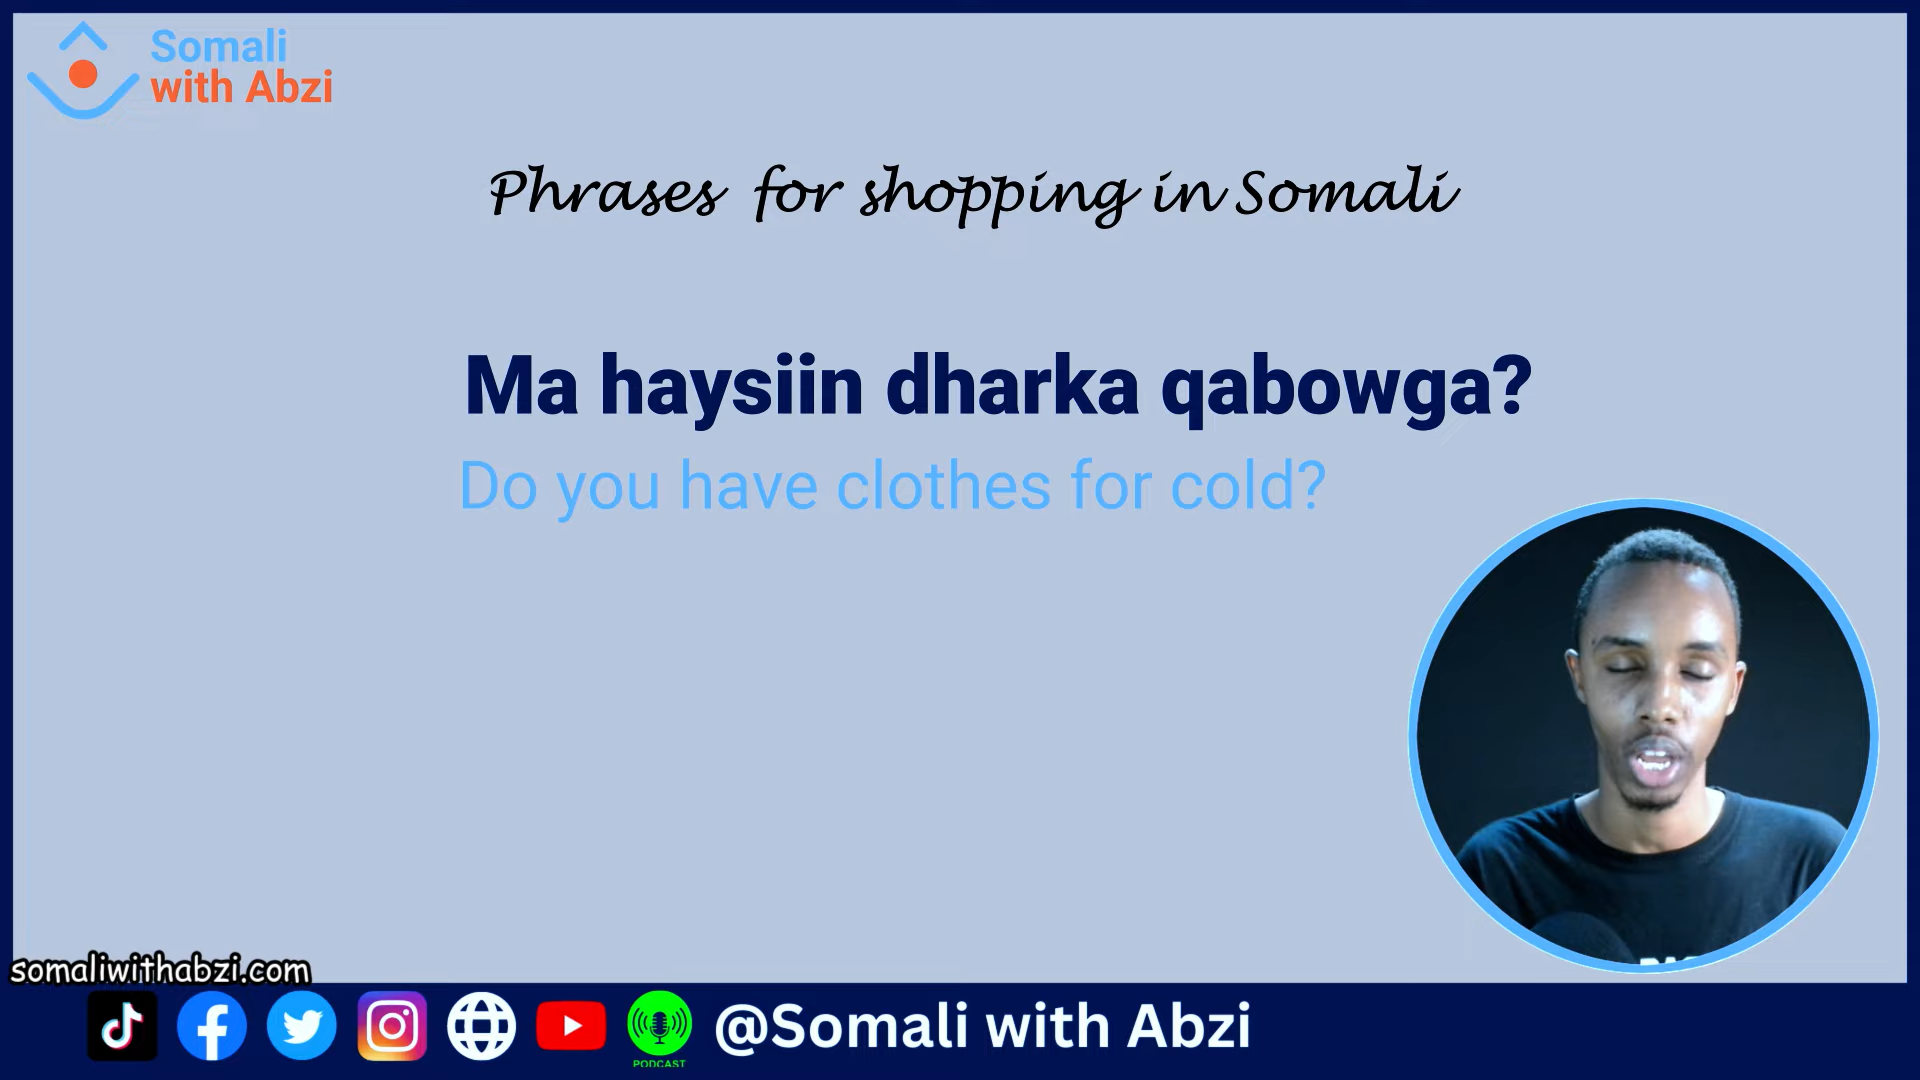 Somali
with Abzi
Phrases for shopping in Somali
Ma haysiin dharka qabowga?
Do you have clothes for cold?
somaliwithabzi.com
PODCAST
@Somali with Abzi